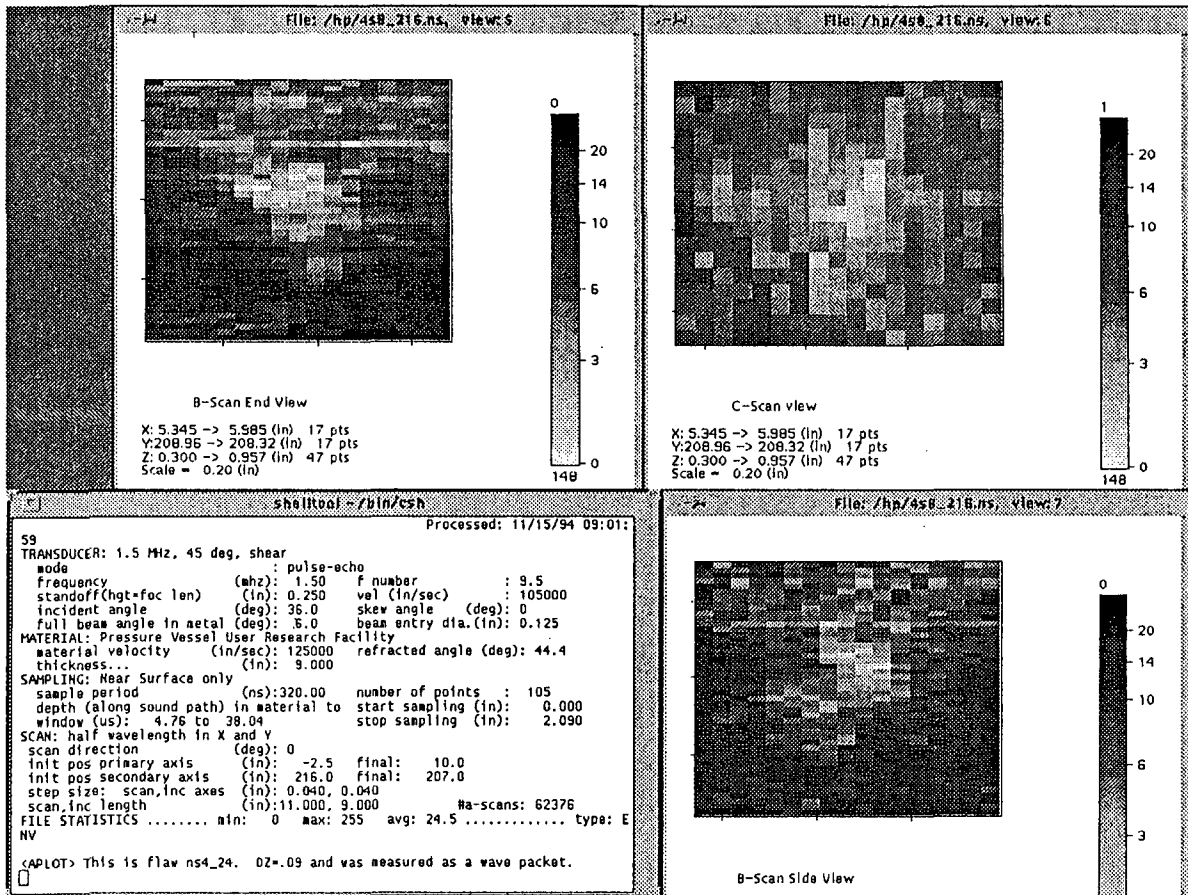 File: /hp/4s8_216.ns, view: 5
0
20
14
10
6
3
0
148
B-Scan End View
X: 5.345 -> 5.985 (in) 17 pts
Y:208.96 -> 208.32 (in) 17 pts
Z: 0.300 -> 0.957 (in) 47 pts
Scale = 0.20 (in)
File: /hp/4s8_216.ns, view: 6
1
20
14
10
6
3
0
148
C-Scan view
X: 5.345 -> 5.985 (in) 17 pts
Y:208.96 -> 208.32 (in) 17 pts
Z: 0.300 -> 0.957 (in) 47 pts
Scale = 0.20 (in)
shelltool - /bin/csh
Processed: 11/15/94 09:01:
59
TRANSDUCER: 1.5 MHz, 45 deg, shear
mode : pulse-echo
frequency (mhz): 1.50 f number : 9.5
standoff(hgt+foc len) (in): 0.250 vel (in/sec) : 105000
incident angle (deg): 36.0 skew angle (deg): 0
full beam angle in metal (deg): 6.0 beam entry dia.(in): 0.125
MATERIAL: Pressure Vessel User Research Facility
material velocity (in/sec): 125000 refracted angle (deg): 44.4
thickness... (in): 9.000
SAMPLING: Near Surface only
sample period (ns):320.00 number of points : 105
depth (along sound path) in material to start sampling (in): 0.000
window (us): 4.76 to 38.04 stop sampling (in): 2.090
SCAN: half wavelength in X and Y
scan direction (deg): 0
init pos primary axis (in): -2.5 final: 10.0
init pos secondary axis (in): 216.0 final: 207.0
step size: scan,inc axes (in): 0.040, 0.040
scan,inc length (in):11.000, 9.000 #a-scans: 62376
FILE STATISTICS ........ min: 0 max: 255 avg: 24.5 ............. type: E
NV
<APLOT> This is flaw ns4_24. DZ=.09 and was measured as a wave packet.
File: /hp/4s8_216.ns, view: 7
0
20
14
10
6
3
B-Scan Side View